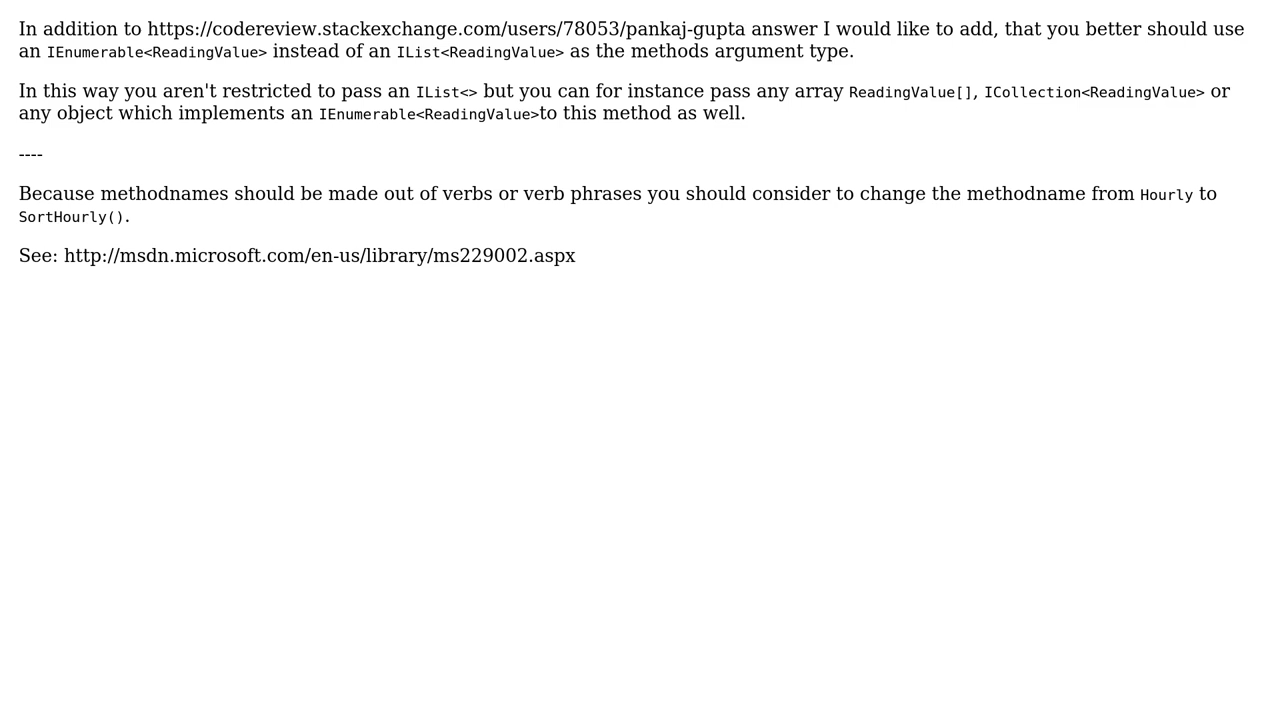 In addition to https://codereview.stackexchange.com/users/78053/pankaj-gupta answer I would like to add, that you better should use
an IEnumerable<ReadingValue> instead of an IList<ReadingValue> as the methods argument type.
In this way you aren't restricted to pass an IList<> but you can for instance pass any array ReadingValue[], ICollection<ReadingValue> or
any object which implements an IEnumerable<ReadingValue>to this method as well.
----
Because methodnames should be made out of verbs or verb phrases you should consider to change the methodname from Hourly to
SortHourly().
See: http://msdn.microsoft.com/en-us/library/ms229002.aspx